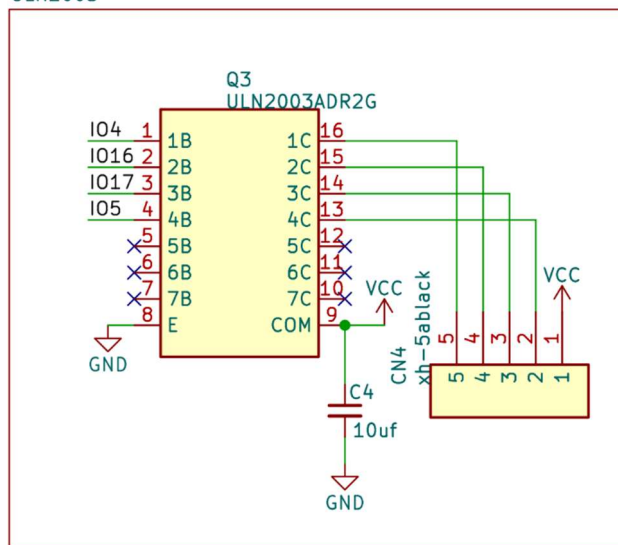 Q3
ULN2003ADR2G
IO4 1 1B 1C 16
IO16 2 2B 2C 15
IO17 3 3B 3C 14
IO5 4 4B 4C 13
5 5B 5C 12
6 6B 6C 11
7 7B 7C 10
8 E COM 9
GND
VCC
C4
10uf
GND
CN4
xh-5ablack
VCC
5 4 3 2 1
5 4 3 2 1